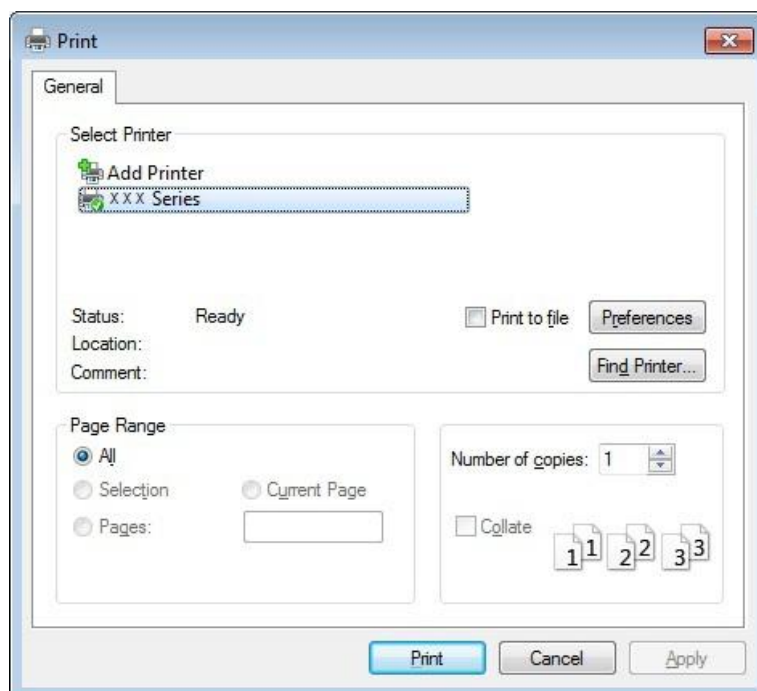 Print
General
Select Printer
Add Printer
XXX Series
Status: Ready
Print to file
Preferences
Location:
Comment:
Find Printer...
Page Range
All
Selection
Current Page
Pages:
Number of copies: 1
Collate
1 1 2 2 3 3
Print
Cancel
Apply